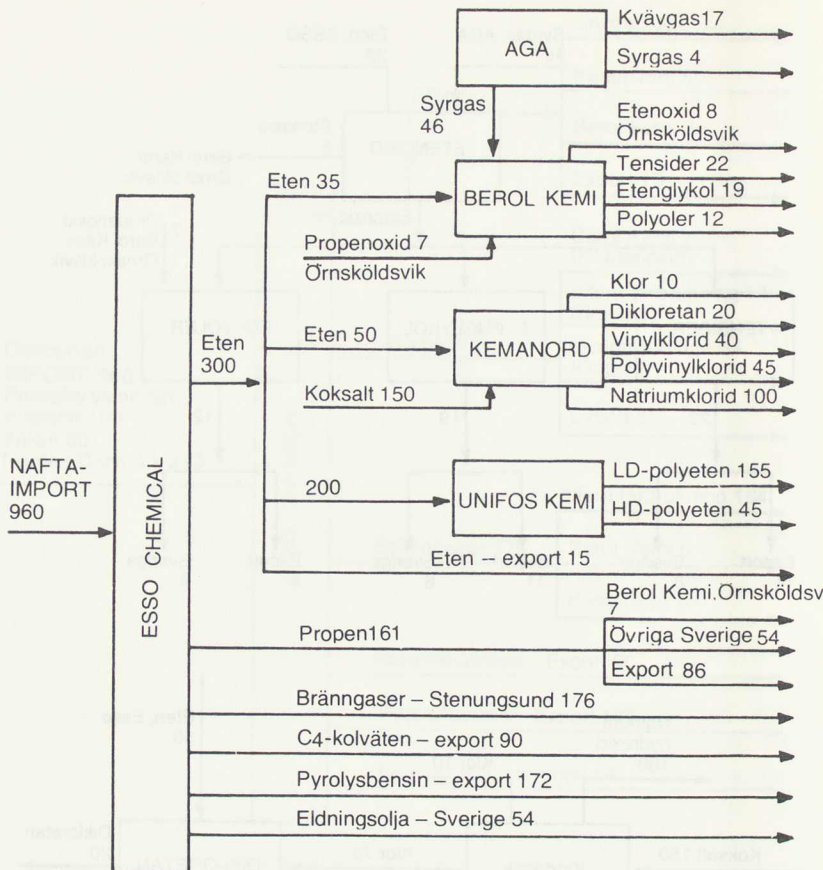 AGA
Kvävgas17
Syrgas 4
Syrgas
46
Etenoxid 8
Örnsköldsvik
Eten 35
BEROL KEMI
Tensider 22
Etenglykol 19
Polyoler 12
Propenoxid 7
Örnsköldsvik
Klor 10
Eten
300
Eten 50
KEMANORD
Dikloretan 20
Vinylklorid 40
Polyvinylklorid 45
Koksalt 150
Natriumklorid 100
NAFTA-
IMPORT
960
ESSO CHEMICAL
200
UNIFOS KEMI
LD-polyeten 155
HD-polyeten 45
Eten -- export 15
Berol Kemi, Örnsköldsv
7
Propen161
Övriga Sverige 54
Export 86
Bränngaser – Stenungsund 176
C4-kolväten – export 90
Pyrolysbensin – export 172
Eldningsolja – Sverige 54